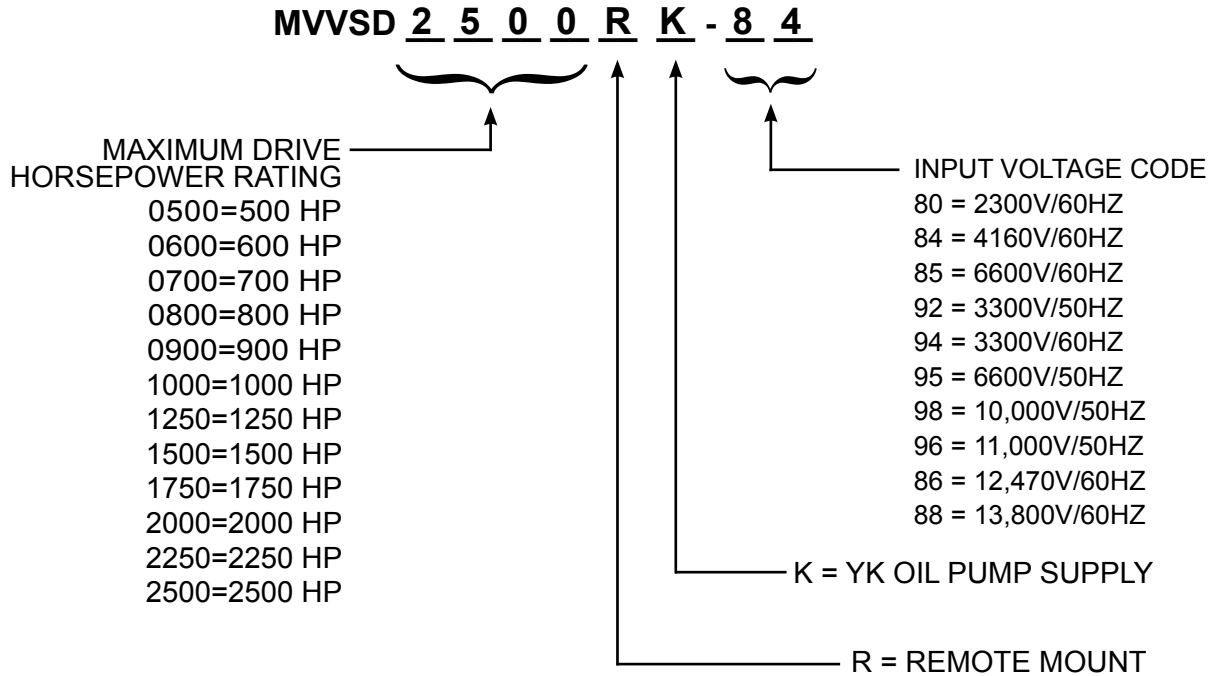 MVVSD 2 5 0 0 R K - 8 4
MAXIMUM DRIVE
HORSEPOWER RATING
0500=500 HP
0600=600 HP
0700=700 HP
0800=800 HP
0900=900 HP
1000=1000 HP
1250=1250 HP
1500=1500 HP
1750=1750 HP
2000=2000 HP
2250=2250 HP
2500=2500 HP
INPUT VOLTAGE CODE
80 = 2300V/60HZ
84 = 4160V/60HZ
85 = 6600V/60HZ
92 = 3300V/50HZ
94 = 3300V/60HZ
95 = 6600V/50HZ
98 = 10,000V/50HZ
96 = 11,000V/50HZ
86 = 12,470V/60HZ
88 = 13,800V/60HZ
K = YK OIL PUMP SUPPLY
R = REMOTE MOUNT